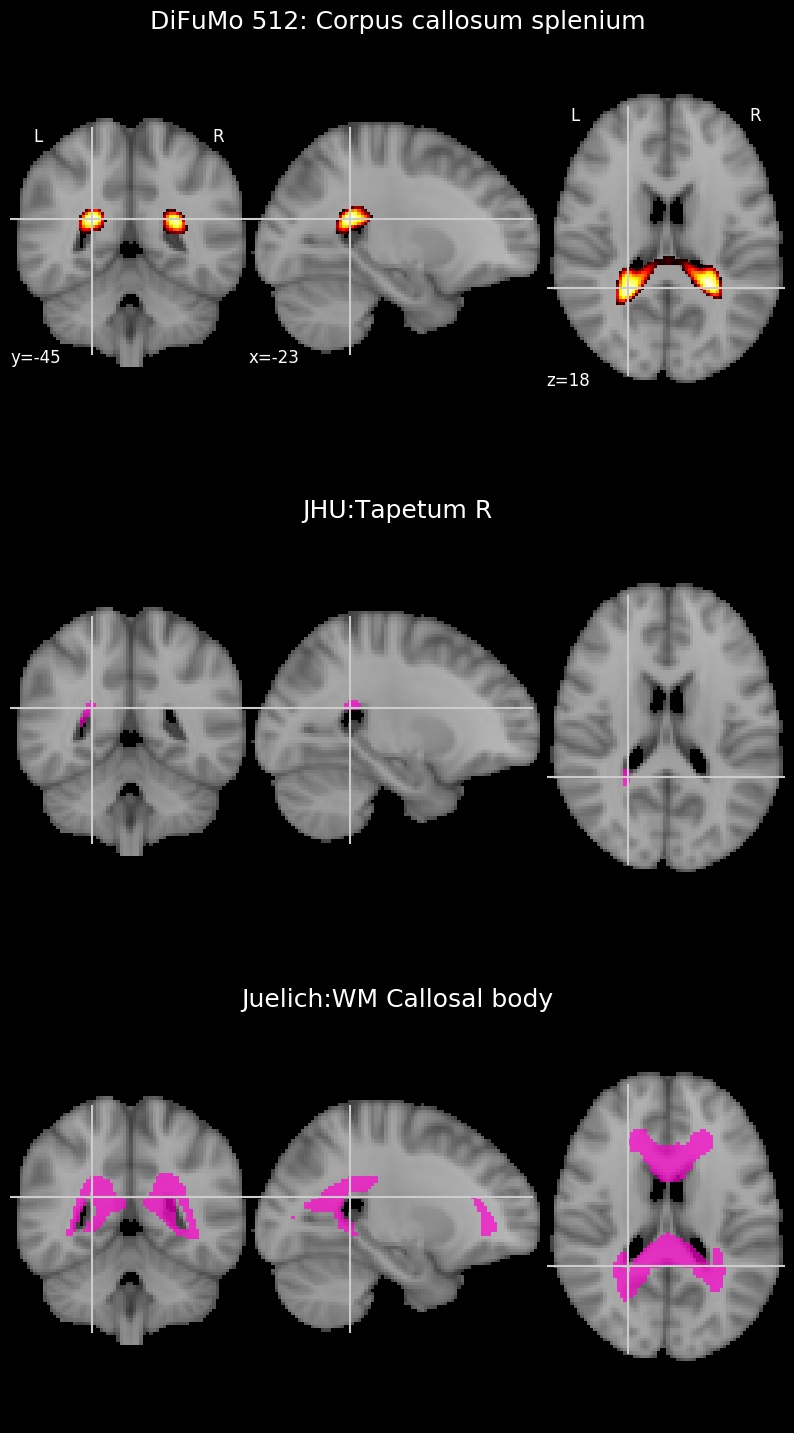 DiFuMo 512: Corpus callosum splenium
L
R
L
R
y=-45
x=-23
z=18
JHU:Tapetum R
Juelich:WM Callosal body